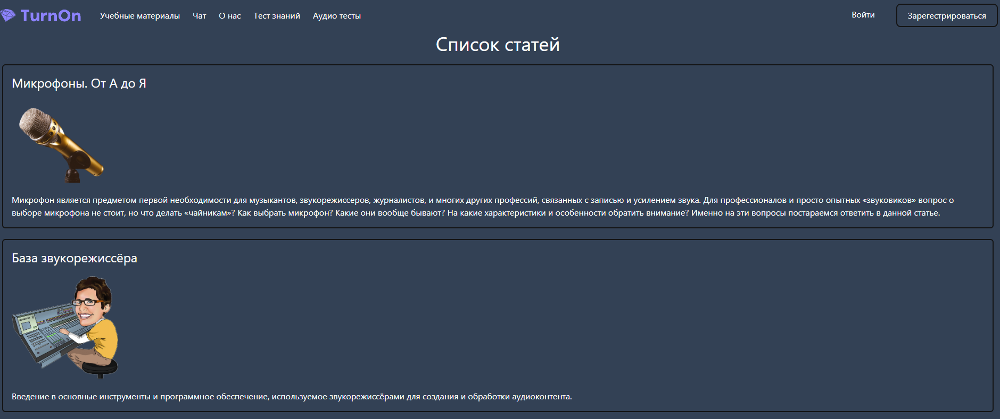 TurnOn Учебные материалы Чат О нас Тест знаний Аудио тесты Войти Зарегестрироваться
Список статей
Микрофоны. От А до Я
Микрофон является предметом первой необходимости для музыкантов, звукорежиссеров, журналистов, и многих других профессий, связанных с записью и усилением звука. Для профессионалов и просто опытных «звуковиков» вопрос о
выборе микрофона не стоит, но что делать «чайникам»? Как выбрать микрофон? Какие они вообще бывают? На какие характеристики и особенности обратить внимание? Именно на эти вопросы постараемся ответить в данной статье.
База звукорежиссёра
Введение в основные инструменты и программное обеспечение, используемое звукорежиссёрами для создания и обработки аудиоконтента.